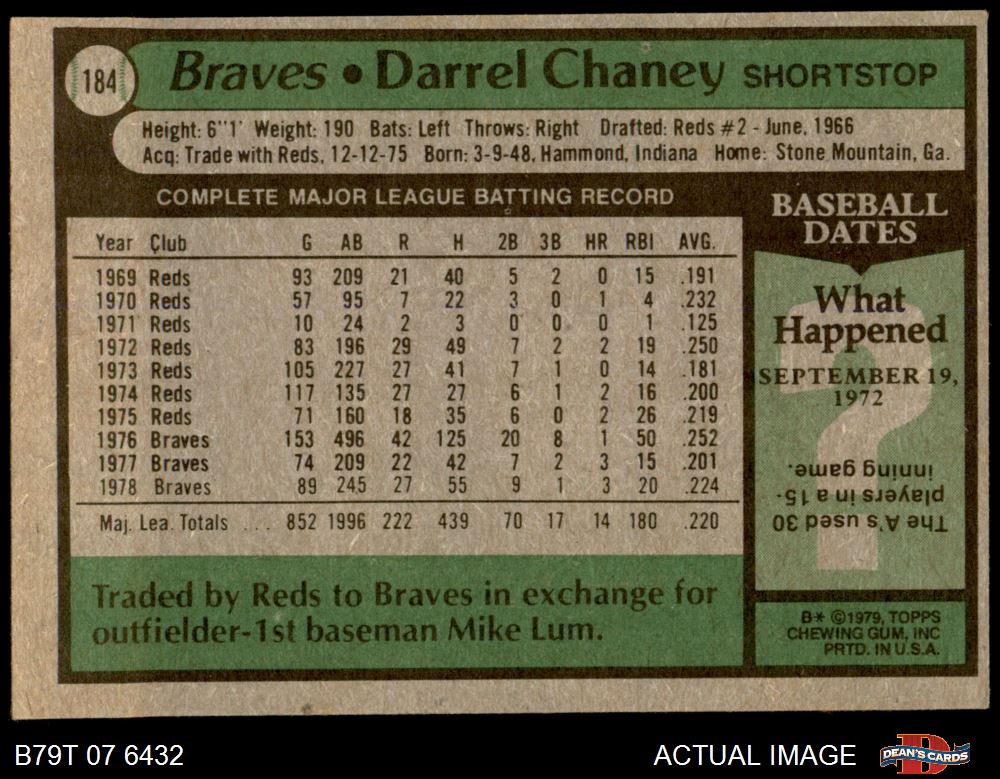 184
Braves • Darrel Chaney SHORTSTOP
Height: 6"1' Weight: 190 Bats: Left Throws: Right Drafted: Reds #2 - June, 1966
Acq: Trade with Reds, 12-12-75 Born: 3-9-48, Hammond, Indiana Home: Stone Mountain, Ga.
COMPLETE MAJOR LEAGUE BATTING RECORD
Year Club G AB R H 2B 3B HR RBI AVG.
1969 Reds 93 209 21 40 5 2 0 15 .191
1970 Reds 57 95 7 22 3 0 1 4 .232
1971 Reds 10 24 2 3 0 0 0 1 .125
1972 Reds 83 196 29 49 7 2 2 19 .250
1973 Reds 105 227 27 41 7 1 0 14 .181
1974 Reds 117 135 27 27 6 1 2 16 .200
1975 Reds 71 160 18 35 6 0 2 26 .219
1976 Braves 153 496 42 125 20 8 1 50 .252
1977 Braves 74 209 22 42 7 2 3 15 .201
1978 Braves 89 245 27 55 9 1 3 20 .224
Maj. Lea. Totals ... 852 1996 222 439 70 17 14 180 .220
Traded by Reds to Braves in exchange for
outfielder-1st baseman Mike Lum.
BASEBALL
DATES
What
Happened
?
SEPTEMBER 19,
1972
The A's used 30
players in a 15-
inning game.
B* ©1979, TOPPS
CHEWING GUM, INC
PRTD. IN U.S.A.
B79T 07 6432
ACTUAL IMAGE
DEAN'S CARDS